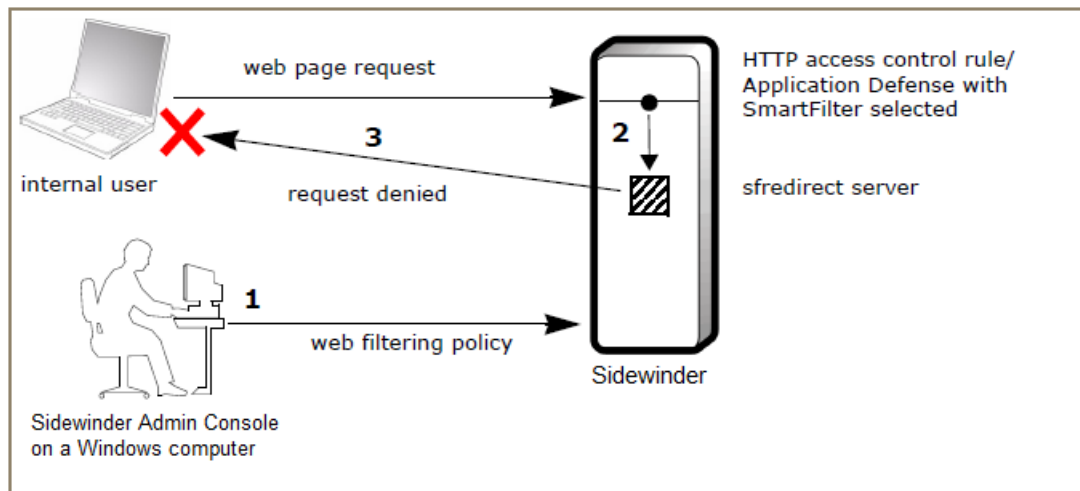 web page request
HTTP access control rule/
Application Defense with
SmartFilter selected
3
2
internal user
request denied
sfredirect server
1
web filtering policy
Sidewinder
Sidewinder Admin Console
on a Windows computer